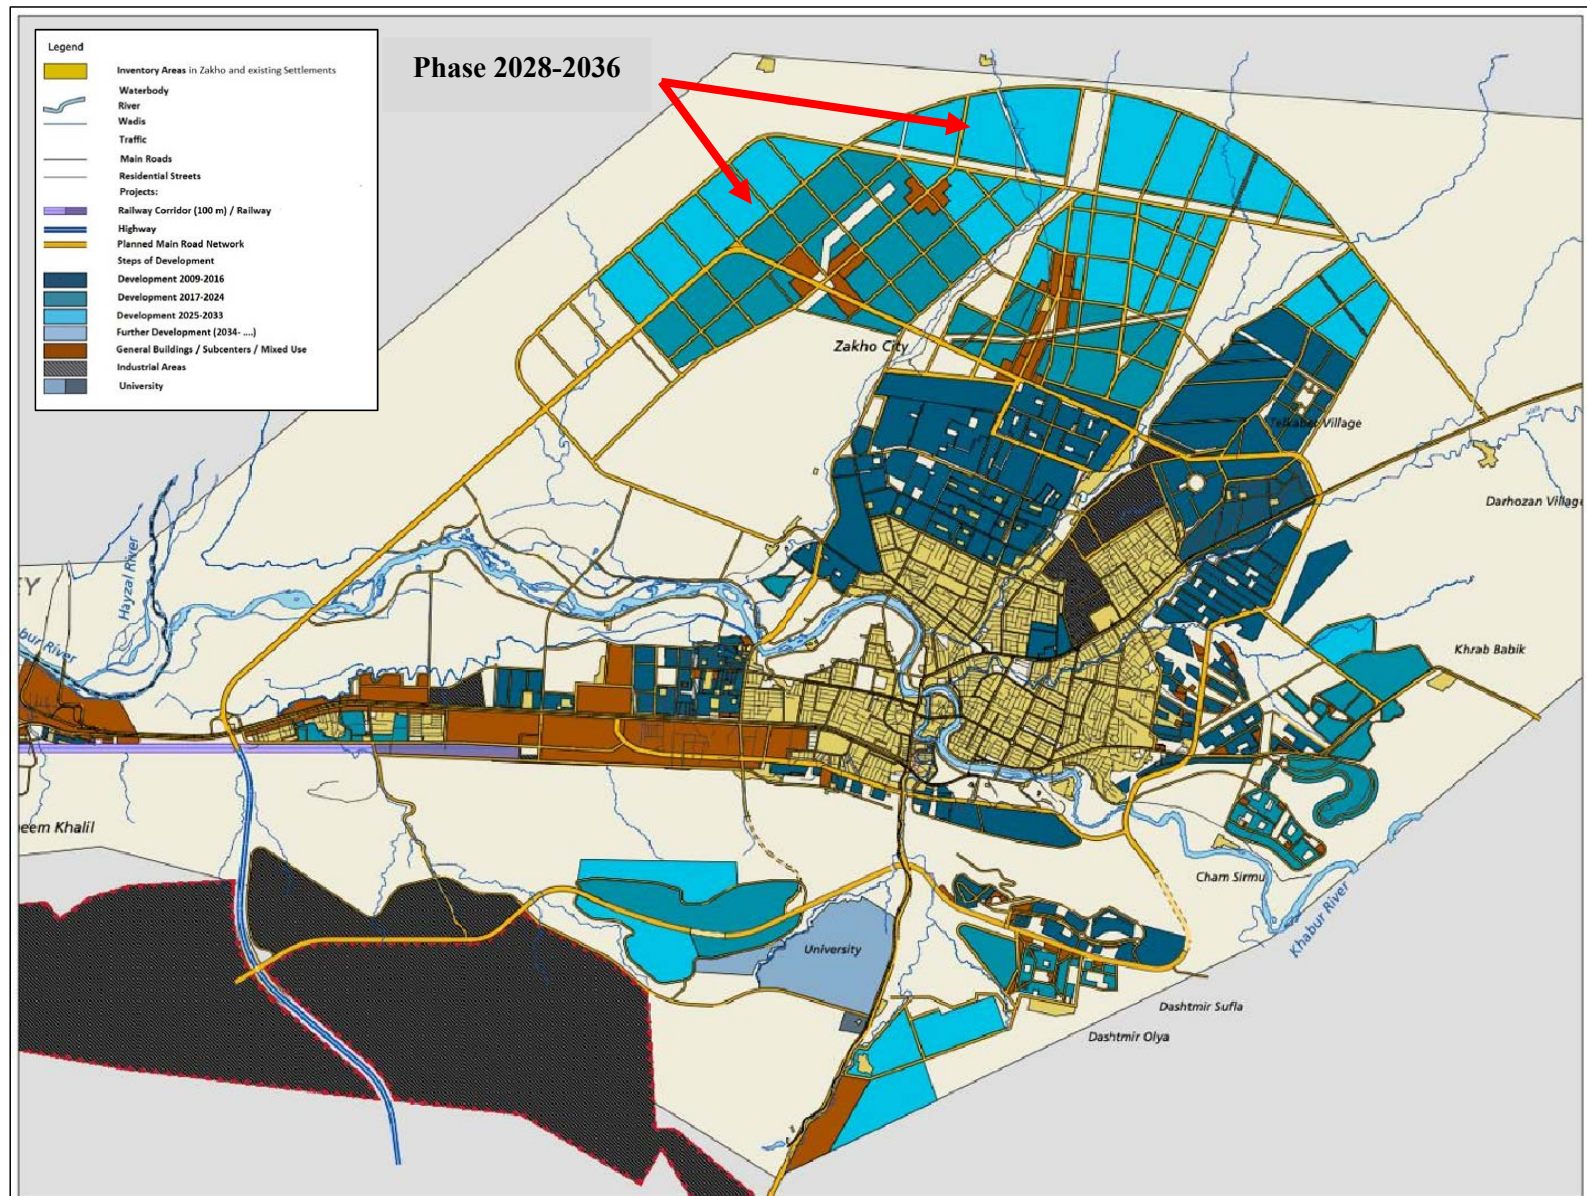 Legend
Inventory Areas in Zakho and existing Settlements
Waterbody
River
Wadis
Traffic
Main Roads
Residential Streets
Projects:
Railway Corridor (100 m) / Railway
Highway
Planned Main Road Network
Steps of Development
Development 2009-2016
Development 2017-2024
Development 2025-2033
Further Development (2034- ....)
General Buildings / Subcenters / Mixed Use
Industrial Areas
University
Phase 2028-2036
Zakho City
Telkabar Village
Darhozan Village
Hayzal River
EY
bur River
Khrab Babik
eem Khalil
Cham Sirmu
Khabur River
University
Dashtmir Sufla
Dashtmir Olya